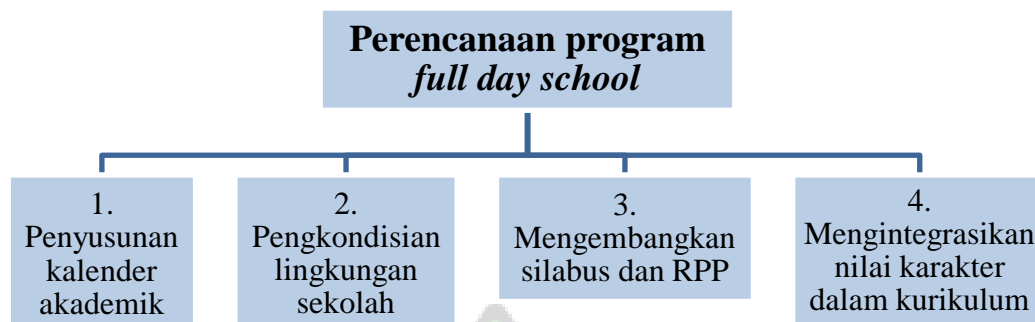 Perencanaan program
full day school
1.
Penyusunan
kalender
akademik
2.
Pengkondisian
lingkungan
sekolah
3.
Mengembangkan
silabus dan RPP
4.
Mengintegrasikan
nilai karakter
dalam kurikulum